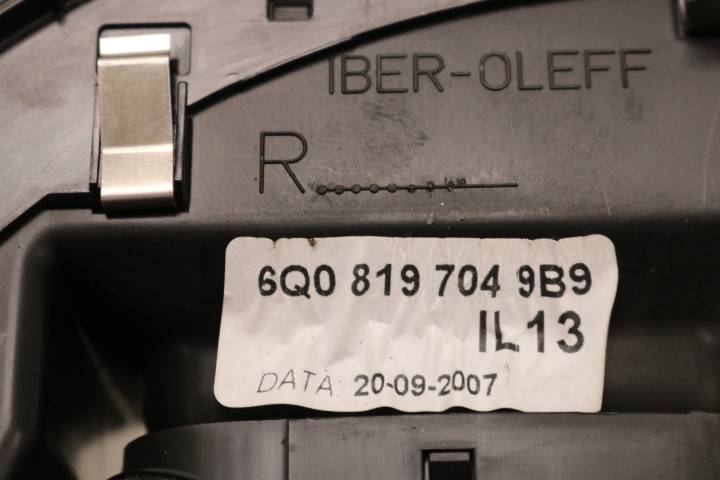 IBER-OLEFF
R
6Q0 819 704 9B9
IL13
DATA: 20-09-2007